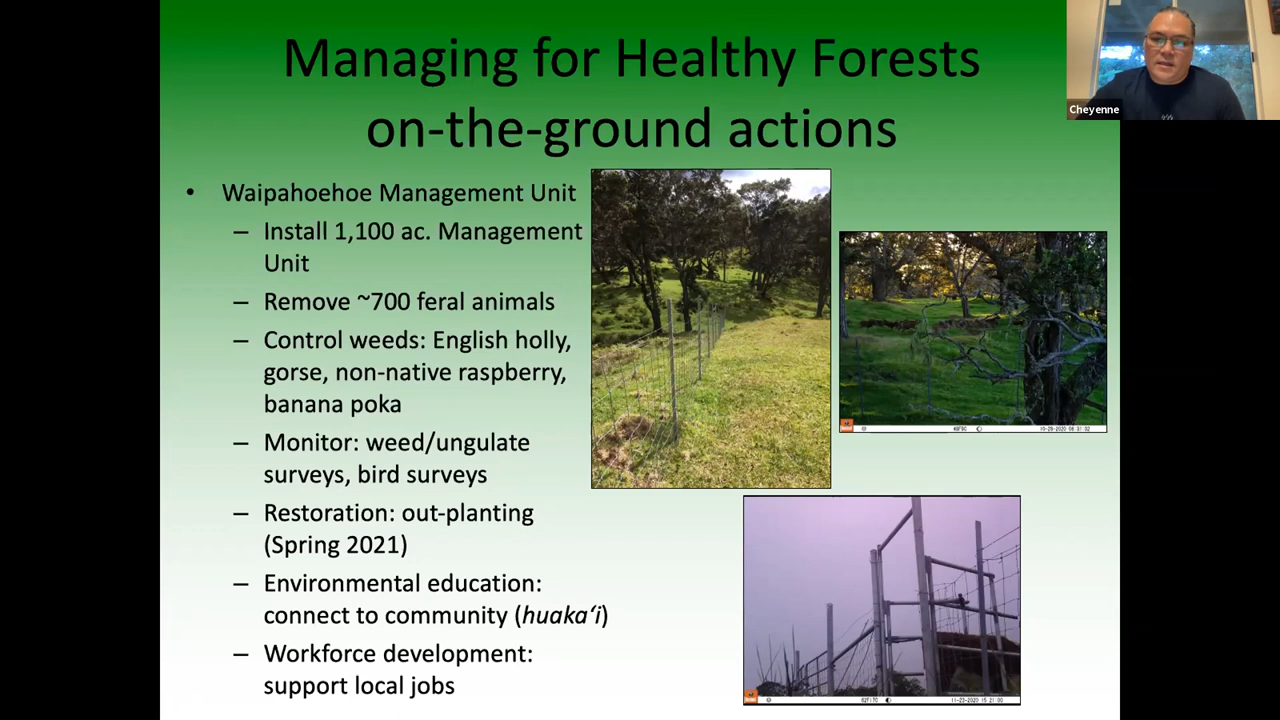 Managing for Healthy Forests
on-the-ground actions
Cheyenne
• Waipahoehoe Management Unit
– Install 1,100 ac. Management
Unit
– Remove ~700 feral animals
– Control weeds: English holly,
gorse, non-native raspberry,
banana poka
– Monitor: weed/ungulate
surveys, bird surveys
– Restoration: out-planting
(Spring 2021)
– Environmental education:
connect to community (huaka‘i)
– Workforce development:
support local jobs